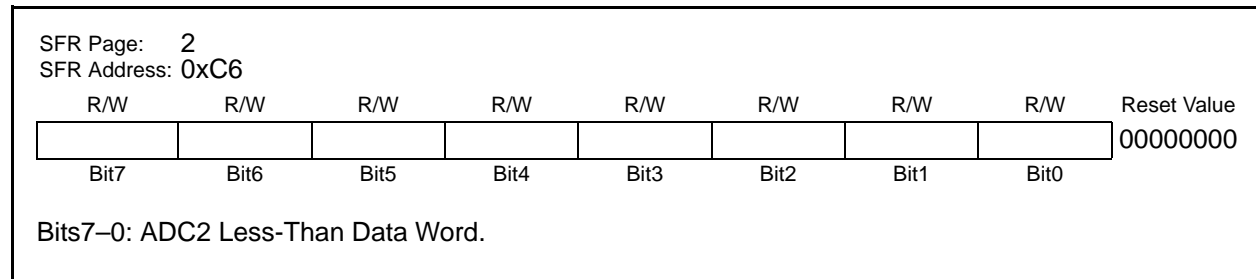 SFR Page: 2
SFR Address: 0xC6
R/W R/W R/W R/W R/W R/W R/W R/W Reset Value
00000000
Bit7 Bit6 Bit5 Bit4 Bit3 Bit2 Bit1 Bit0
Bits7–0: ADC2 Less-Than Data Word.